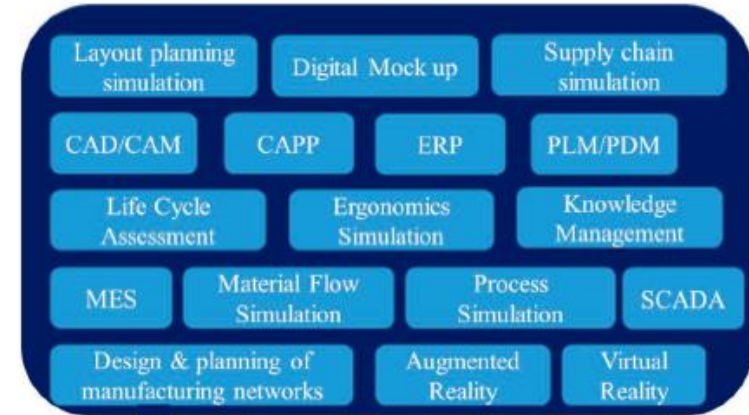 Layout planning
simulation
Digital Mock up
Supply chain
simulation
CAD/CAM
CAPP
ERP
PLM/PDM
Life Cycle
Assessment
Ergonomics
Simulation
Knowledge
Management
MES
Material Flow
Simulation
Process
Simulation
SCADA
Design & planning of
manufacturing networks
Augmented
Reality
Virtual
Reality